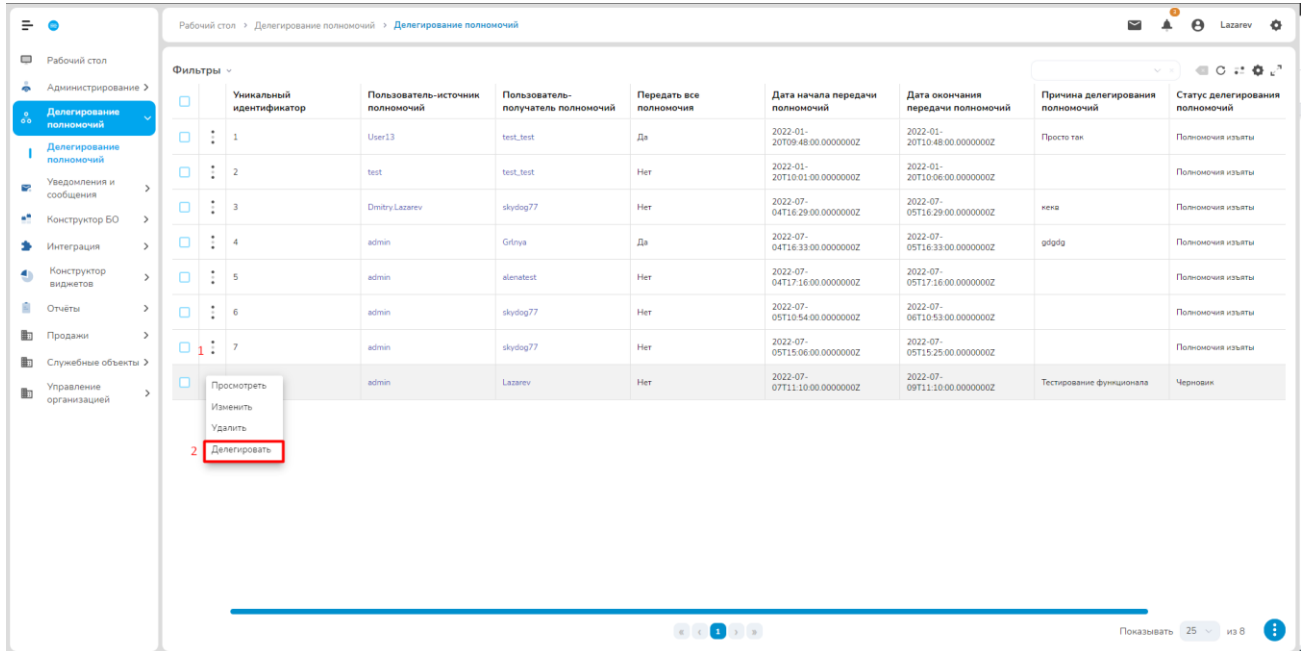 Рабочий стол > Делегирование полномочий > Делегирование полномочий
3
Lazarev
Рабочий стол
Администрирование
Делегирование
полномочий
Делегирование
полномочий
Уведомления и
сообщения
Конструктор БО
Интеграция
Конструктор
виджетов
Отчёты
Продажи
Служебные объекты
Управление
организацией
Фильтры
Уникальный
идентификатор
Пользователь-источник
полномочий
Пользователь-
получатель полномочий
Передать все
полномочия
Дата начала передачи
полномочий
Дата окончания
передачи полномочий
Причина делегирования
полномочий
Статус делегирования
полномочий
1 User13 test_test Да 2022-01- 2022-01- Просто так Полномочия изъяты
20T09:48:00.0000000Z 20T10:48:00.0000000Z
2 test test_test Нет 2022-01- 2022-01- Полномочия изъяты
20T10:01:00.0000000Z 20T10:06:00.0000000Z
3 Dmitry.Lazarev skydog77 Нет 2022-07- 2022-07- кекв Полномочия изъяты
04T16:29:00.0000000Z 05T16:29:00.0000000Z
4 admin Grlnya Да 2022-07- 2022-07- gdgdg Полномочия изъяты
04T16:33:00.0000000Z 05T16:33:00.0000000Z
5 admin alenatest Нет 2022-07- 2022-07- Полномочия изъяты
04T17:16:00.0000000Z 05T17:16:00.0000000Z
6 admin skydog77 Нет 2022-07- 2022-07- Полномочия изъяты
05T10:54:00.0000000Z 06T10:53:00.0000000Z
1 7 admin skydog77 Нет 2022-07- 2022-07- Полномочия изъяты
05T15:06:00.0000000Z 05T15:25:00.0000000Z
admin Lazarev Нет 2022-07- 2022-07- Тестирование функционала Черновик
07T11:10:00.0000000Z 09T11:10:00.0000000Z
Просмотреть
Изменить
Удалить
2 Делегировать
« ‹ 1 › »
Показывать 25 из 8